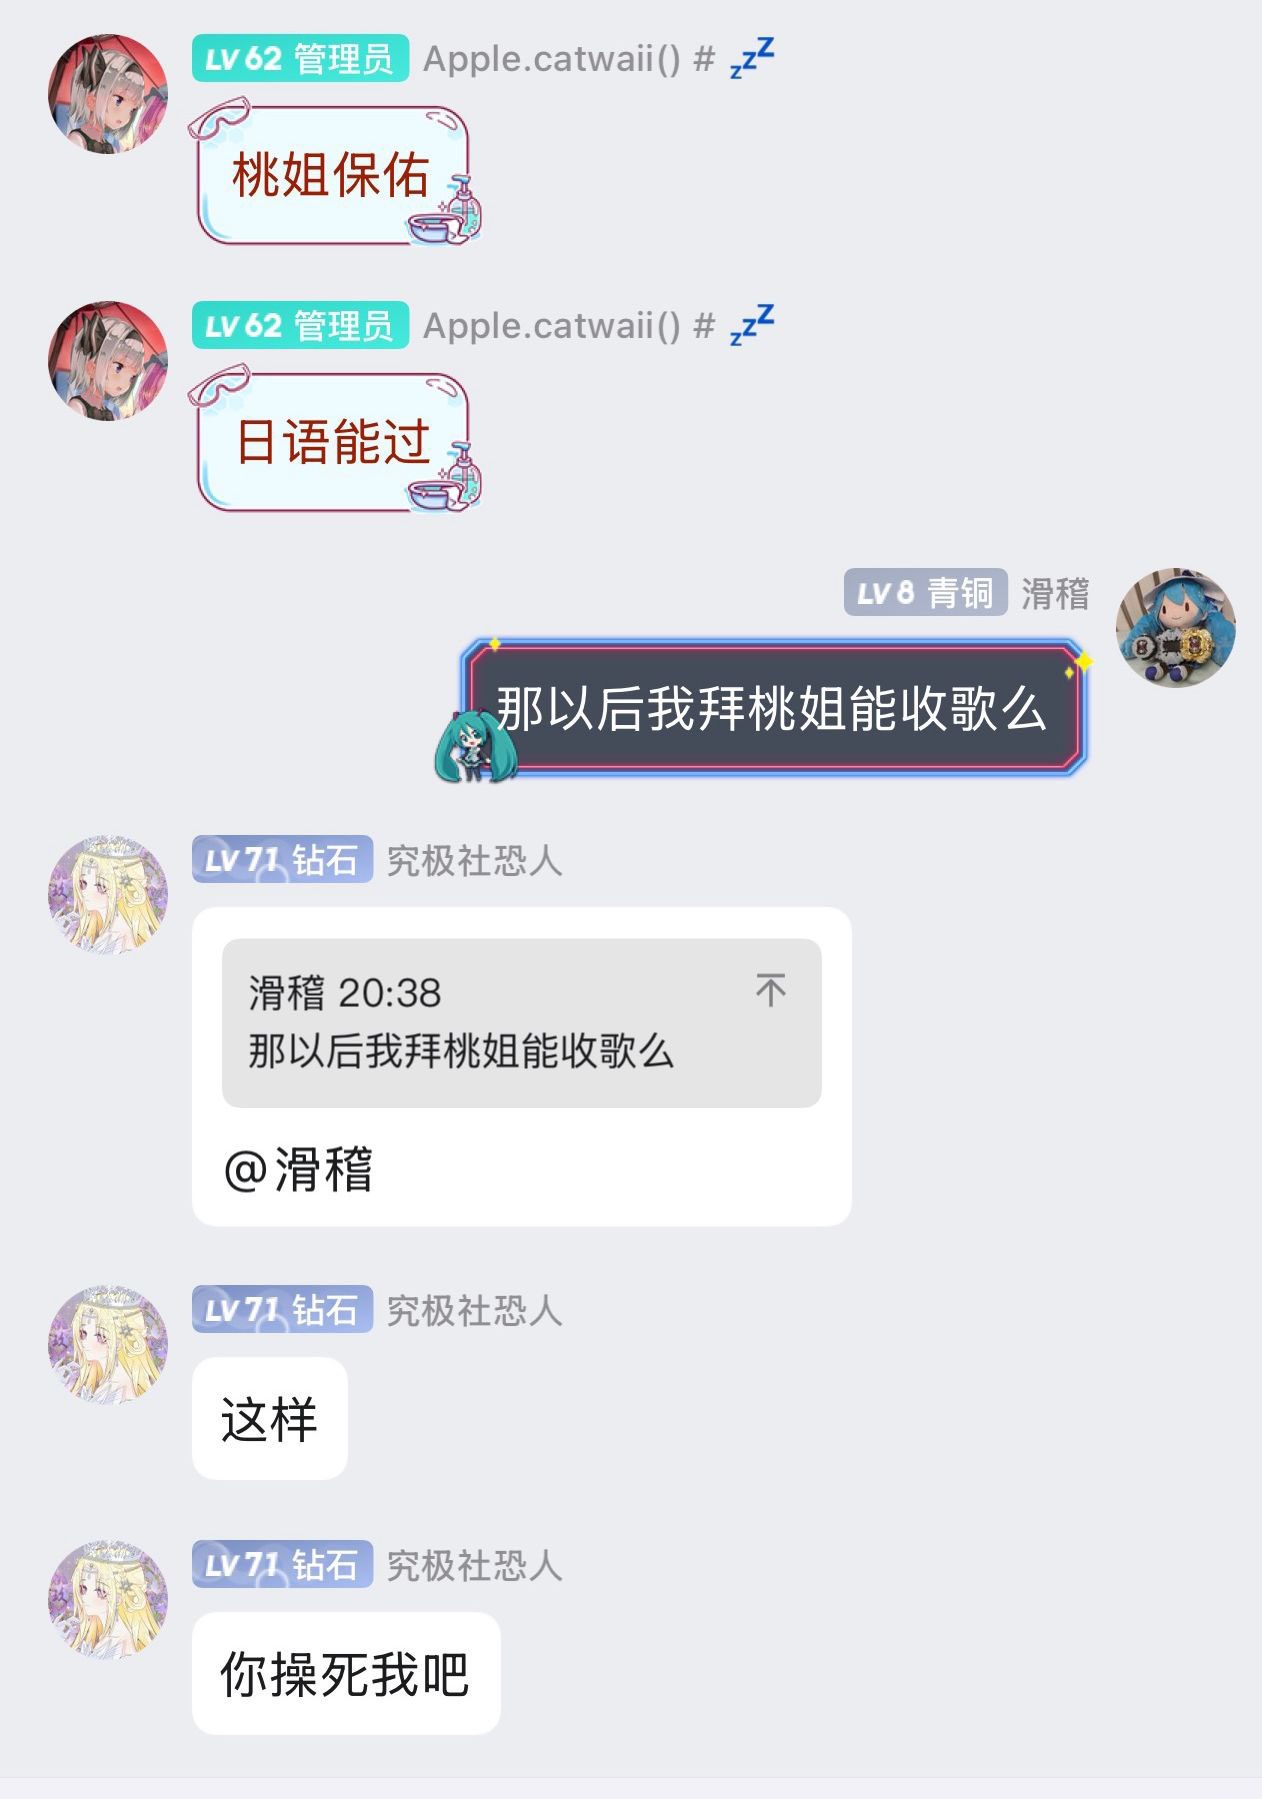 LV 62 管理员 Apple.catwaii() # 💤
桃姐保佑
LV 62 管理员 Apple.catwaii() # 💤
日语能过
LV 8 青铜 滑稽
那以后我拜桃姐能收歌么
LV 71 钻石 究极社恐人
滑稽 20:38
那以后我拜桃姐能收歌么
@滑稽
LV 71 钻石 究极社恐人
这样
LV 71 钻石 究极社恐人
你操死我吧